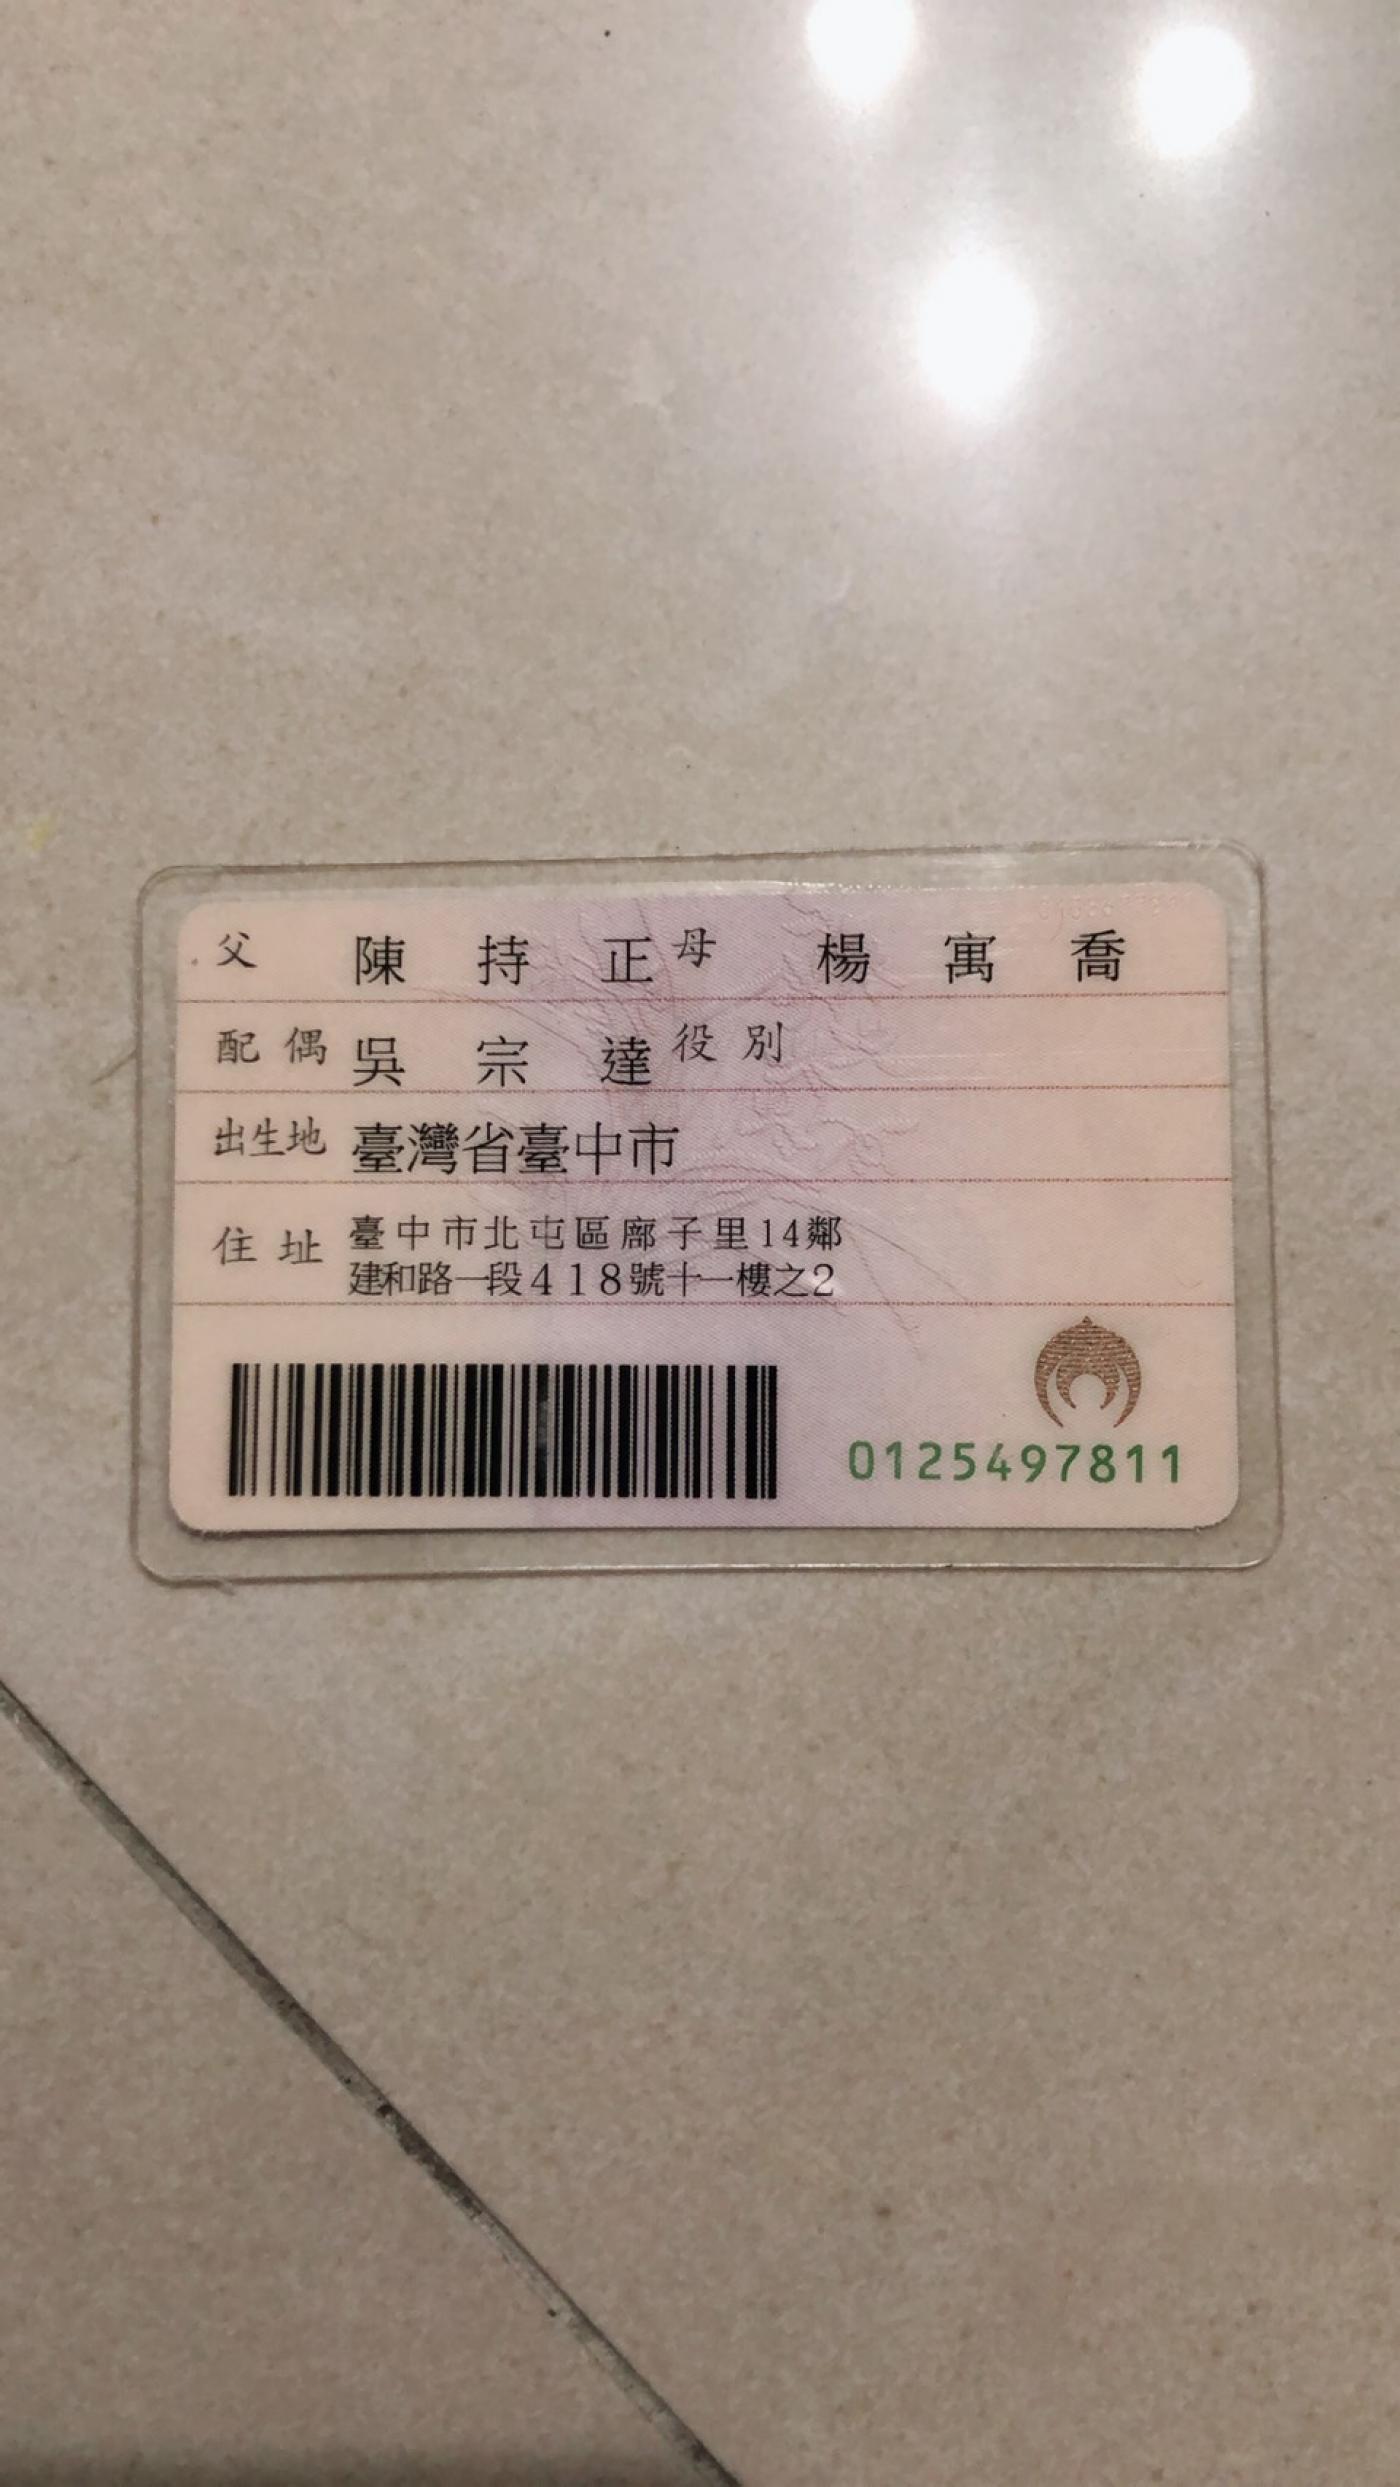 父 陳持正 母 楊寓喬
配偶 吳宗達 役別
出生地 臺灣省臺中市
住址 臺中市北屯區廍子里14鄰
建和路一段418號十一樓之2
0125497811